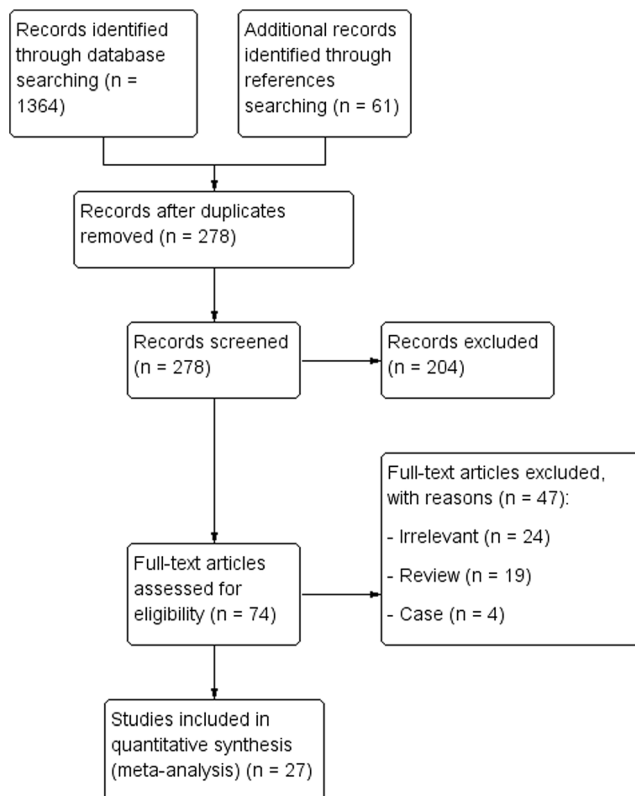 Records identified
through database
searching (n =
1364)
Additional records
identified through
references
searching (n = 61)
Records after duplicates
removed (n = 278)
Records screened
(n = 278)
Records excluded
(n = 204)
Full-text articles
assessed for
eligibility (n = 74)
Full-text articles excluded,
with reasons (n = 47):
- Irrelevant (n = 24)
- Review (n = 19)
- Case (n = 4)
Studies included in
quantitative synthesis
(meta-analysis) (n = 27)